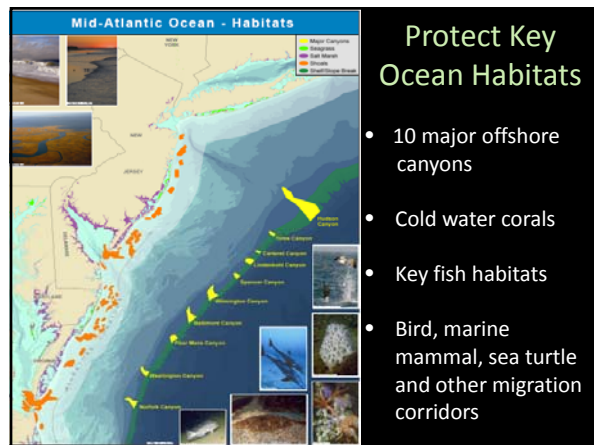 Mid-Atlantic Ocean - Habitats
NEW
YORK
Major Canyons
Seagrass
Salt Marsh
Shoals
Shelf/Slope Break
NEW
JERSEY
DELAWARE
MARYLAND
VIRGINIA
Hudson
Canyon
Toms Canyon
Carteret Canyon
Lindenkohl Canyon
Spencer Canyon
Wilmington Canyon
Baltimore Canyon
Poor Mans Canyon
Washington Canyon
Norfolk Canyon
Protect Key
Ocean Habitats
• 10 major offshore
canyons
• Cold water corals
• Key fish habitats
• Bird, marine
mammal, sea turtle
and other migration
corridors